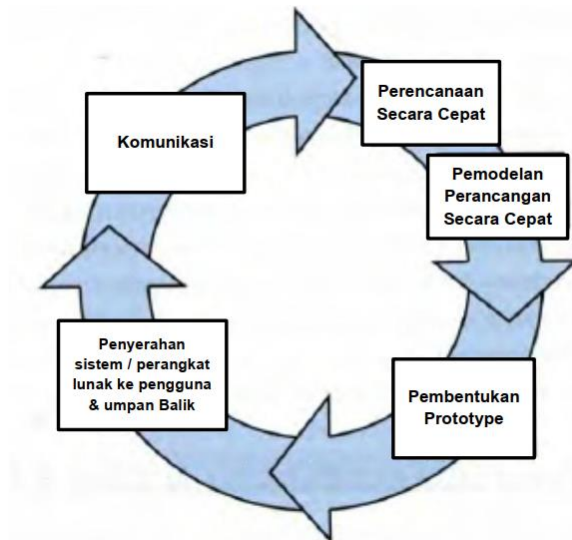 Komunikasi
Perencanaan
Secara Cepat
Pemodelan
Perancangan
Secara Cepat
Pembentukan
Prototype
Penyerahan
sistem / perangkat
lunak ke pengguna
& umpan Balik